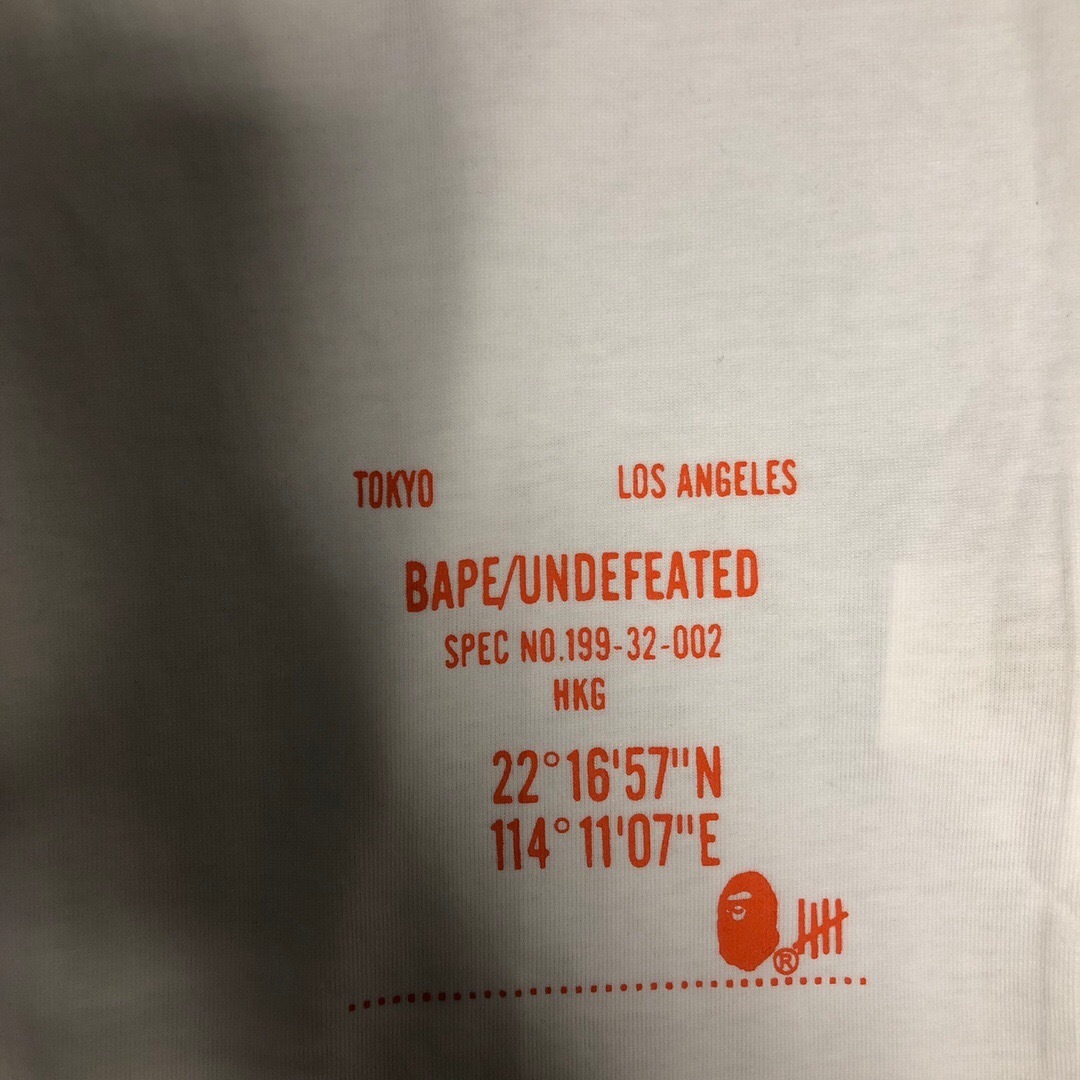 TOKYO LOS ANGELES
BAPE/UNDEFEATED
SPEC NO.199-32-002
HKG
22°16'57"N
114°11'07"E
®